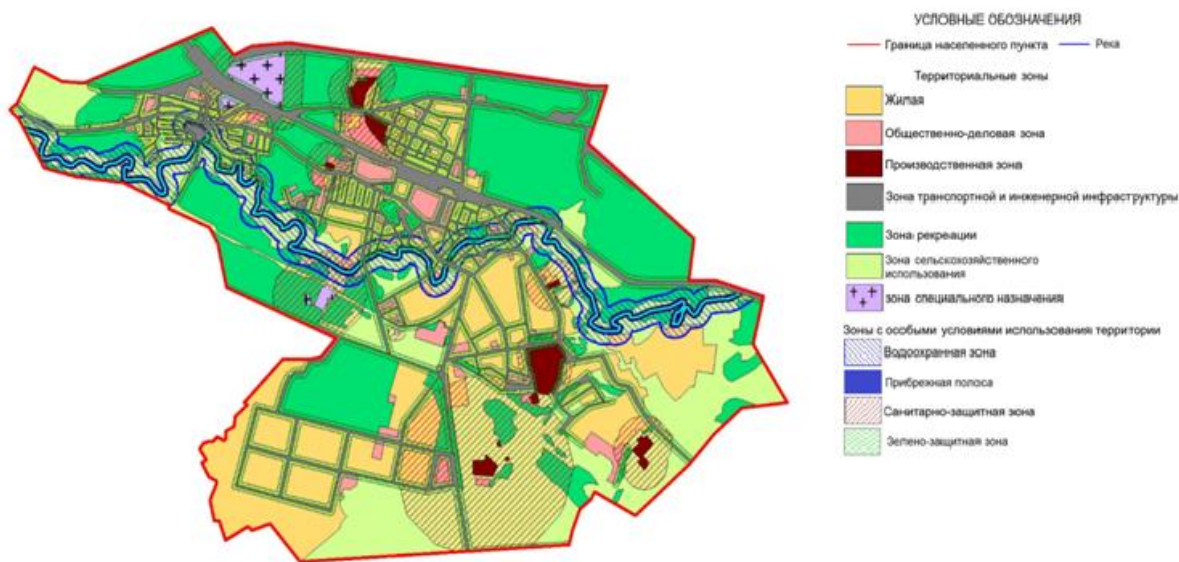 УСЛОВНЫЕ ОБОЗНАЧЕНИЯ
Граница населенного пункта Река
Территориальные зоны
Жилая
Общественно-деловая зона
Производственная зона
Зона транспортной и инженерной инфраструктуры
Зона рекреации
Зона сельскохозяйственного
использования
зона специального назначения
Зоны с особыми условиями использования территории
Водоохранная зона
Прибрежная полоса
Санитарно-защитная зона
Зелено-защитная зона